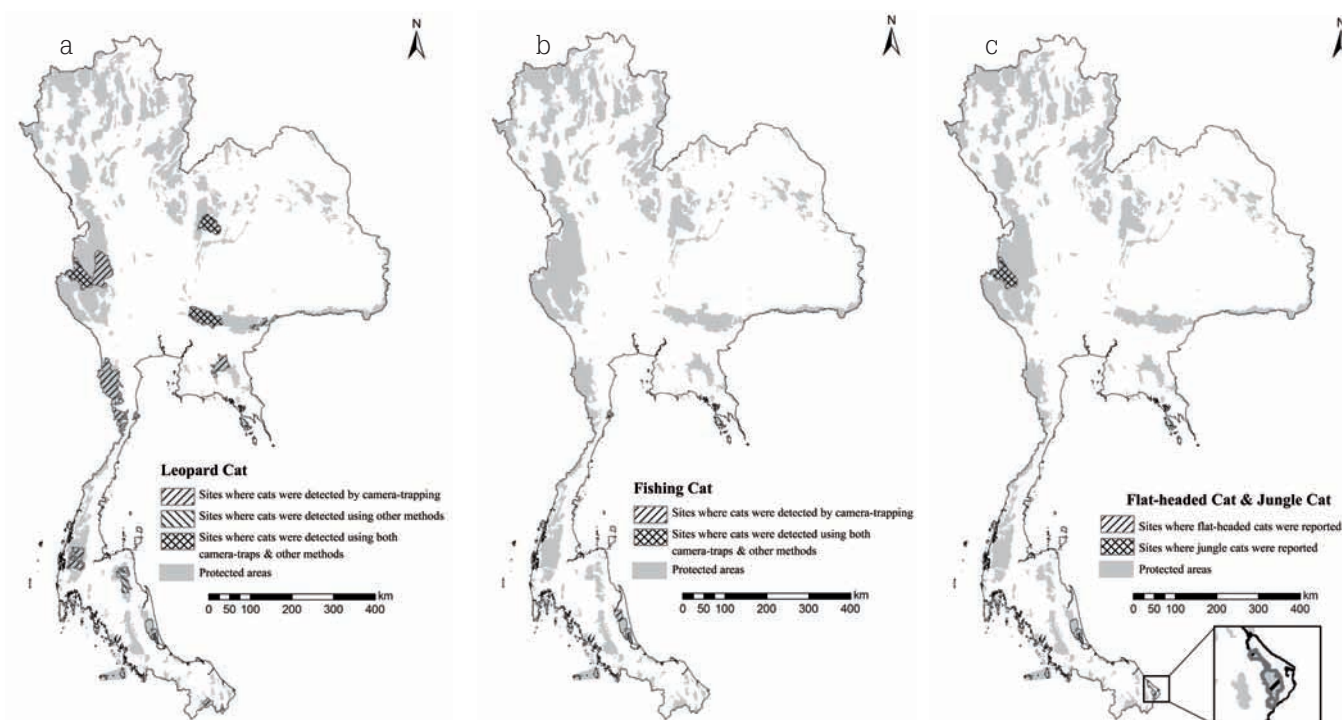 a
N
Leopard Cat
Sites where cats were detected by camera-trapping
Sites where cats were detected using other methods
Sites where cats were detected using both
camera-traps & other methods
Protected areas
km
0 50 100 200 300 400
b
N
Fishing Cat
Sites where cats were detected by camera-trapping
Sites where cats were detected using both
camera-traps & other methods
Protected areas
km
0 50 100 200 300 400
c
N
Flat-headed Cat & Jungle Cat
Sites where flat-headed cats were reported
Sites where jungle cats were reported
Protected areas
km
0 50 100 200 300 400